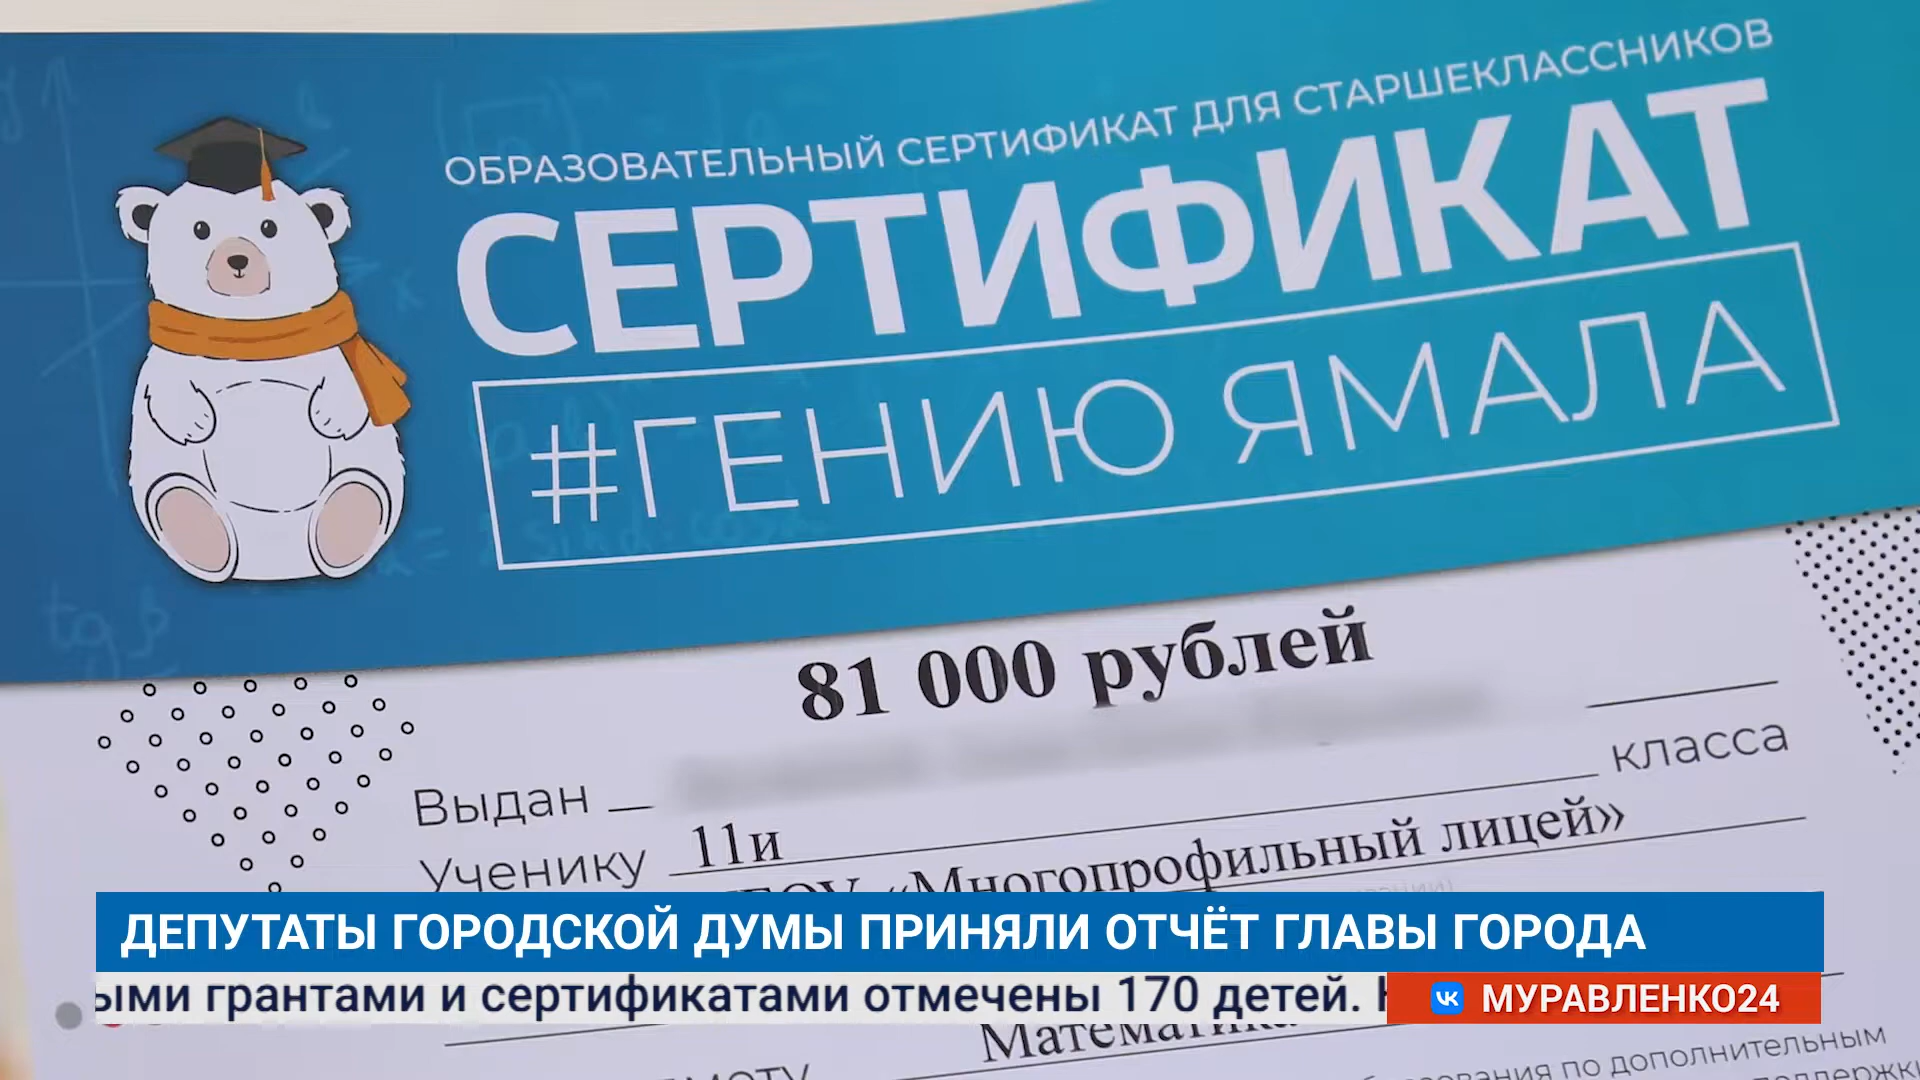 ОБРАЗОВАТЕЛЬНЫЙ СЕРТИФИКАТ ДЛЯ СТАРШЕКЛАССНИКОВ
СЕРТИФИКАТ
#ГЕНИЮ ЯМАЛА
81 000 рублей
Выдан
класса
Ученику 11и
«Многопрофильный лицей»
ДЕПУТАТЫ ГОРОДСКОЙ ДУМЫ ПРИНЯЛИ ОТЧЁТ ГЛАВЫ ГОРОДА
ыми грантами и сертификатами отмечены 170 детей.
МУРАВЛЕНКО24
Математика
по дополнительным